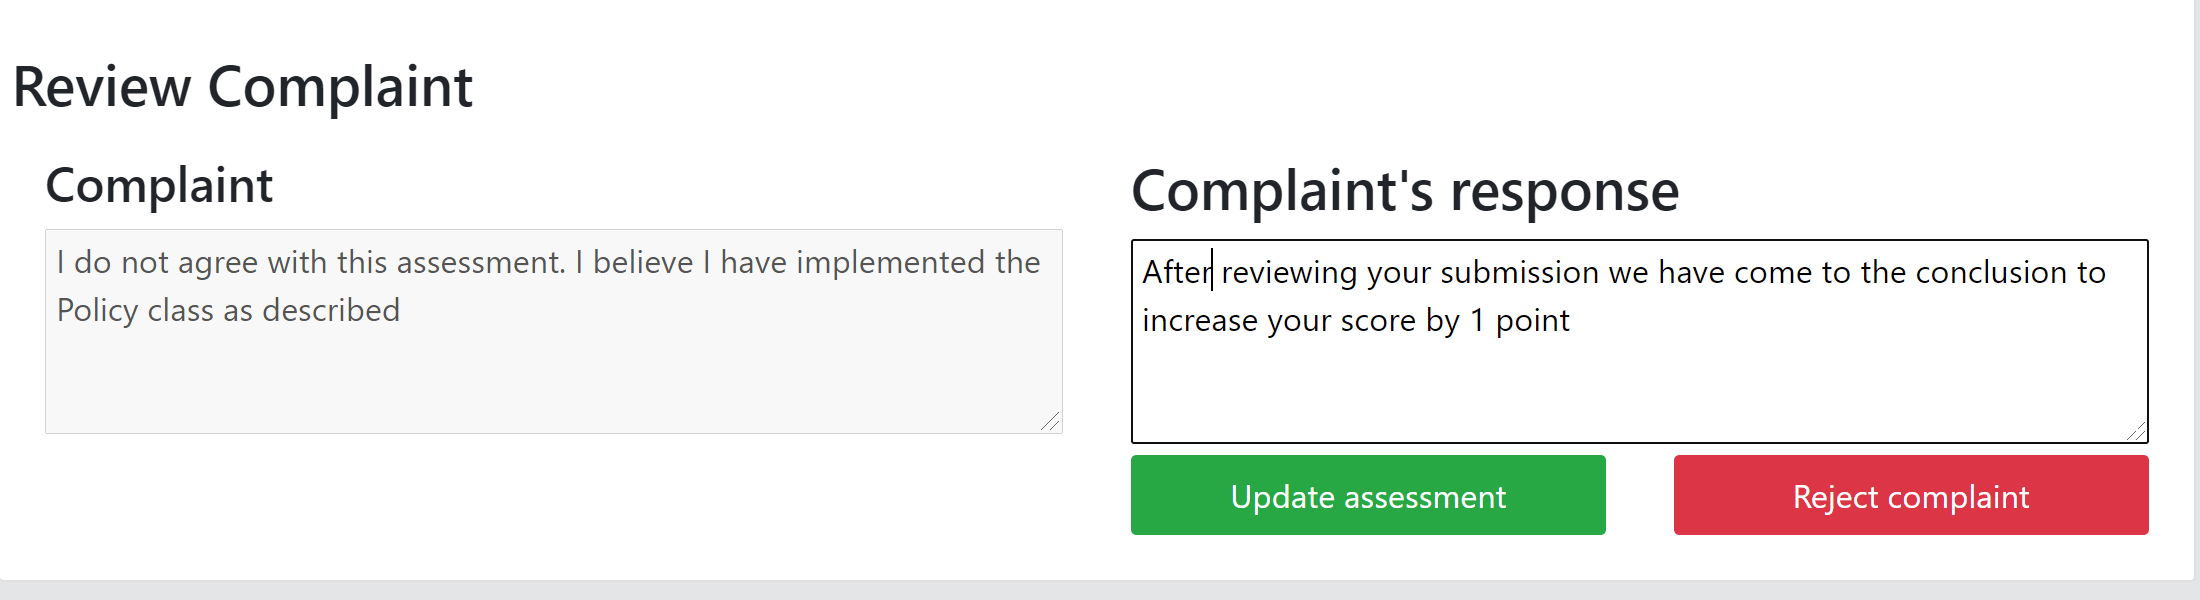 Review Complaint
Complaint
I do not agree with this assessment. I believe I have implemented the
Policy class as described
Complaint's response
After reviewing your submission we have come to the conclusion to
increase your score by 1 point
Update assessment
Reject complaint